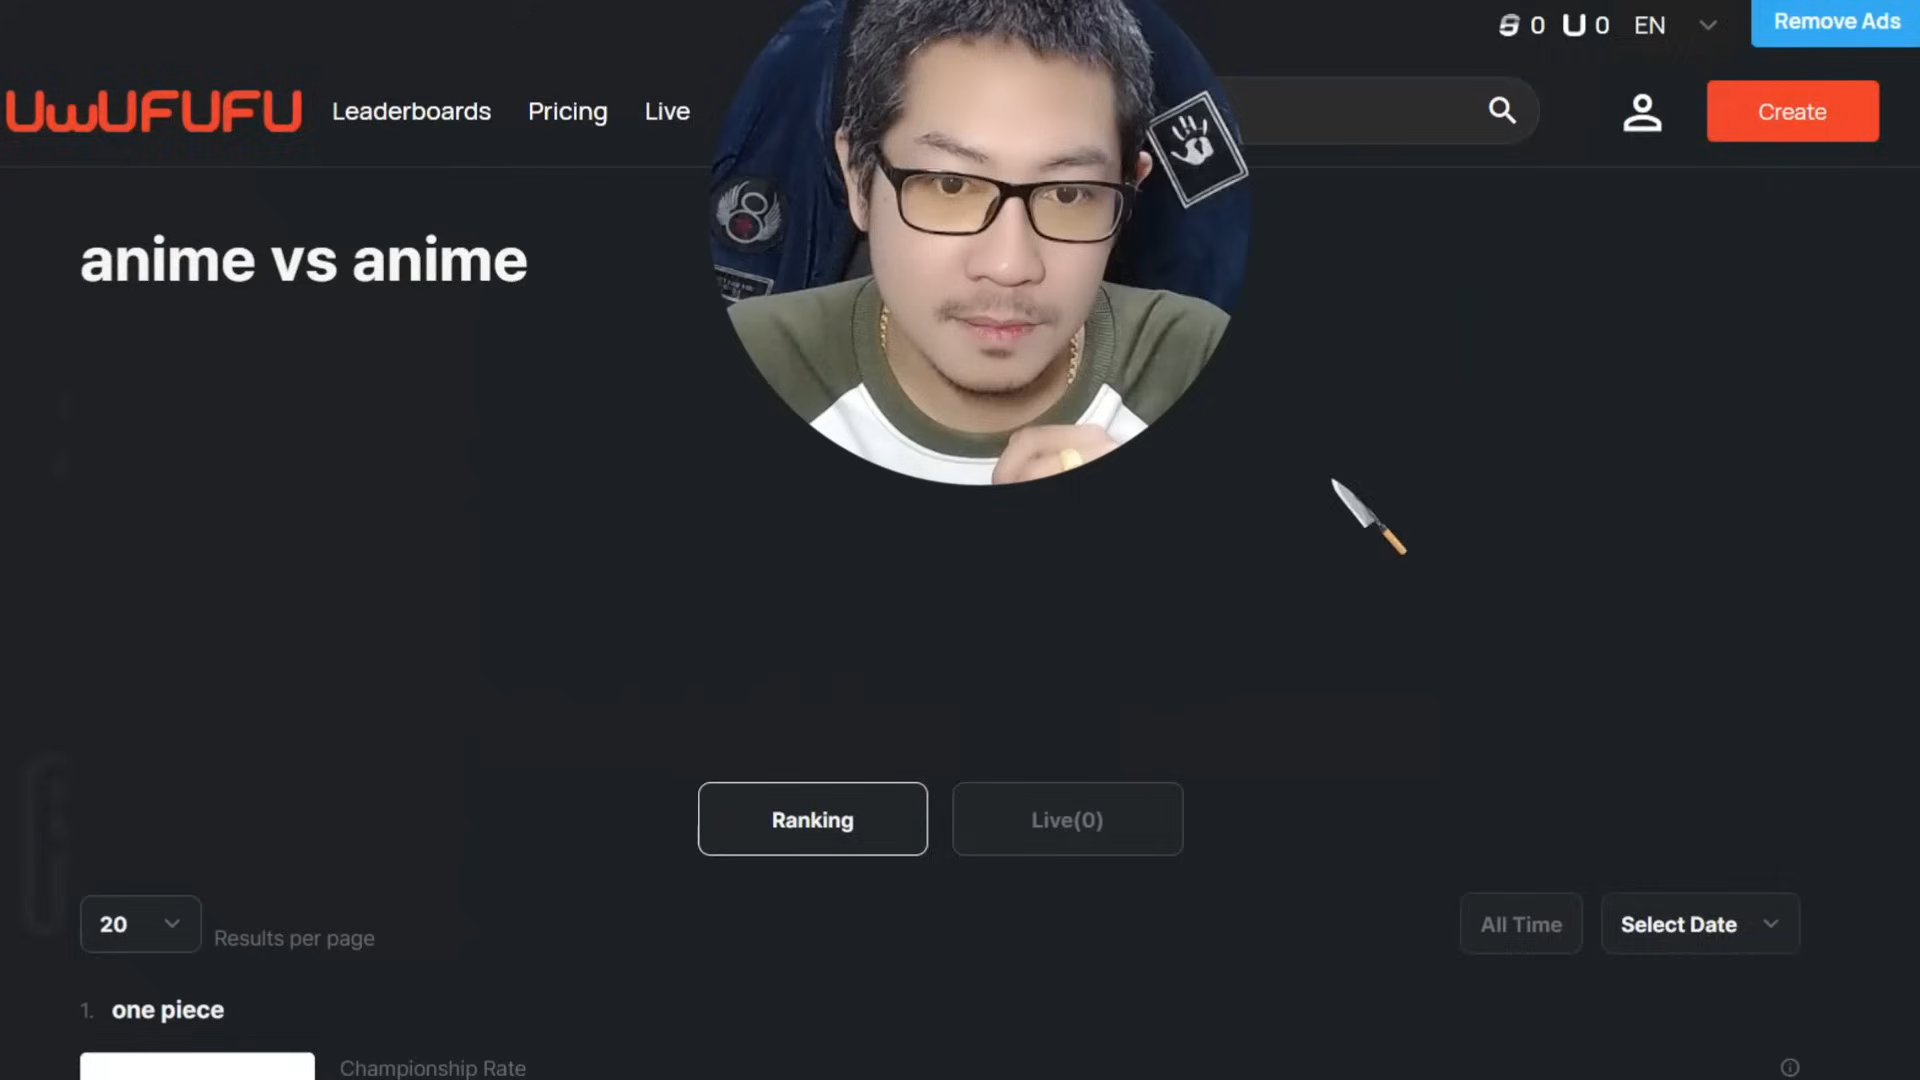 S 0 U 0 EN
Remove Ads
UwUFUFU
Leaderboards Pricing Live
Create
anime vs anime
Ranking
Live(0)
20
Results per page
All Time
Select Date
1. one piece
Championship Rate